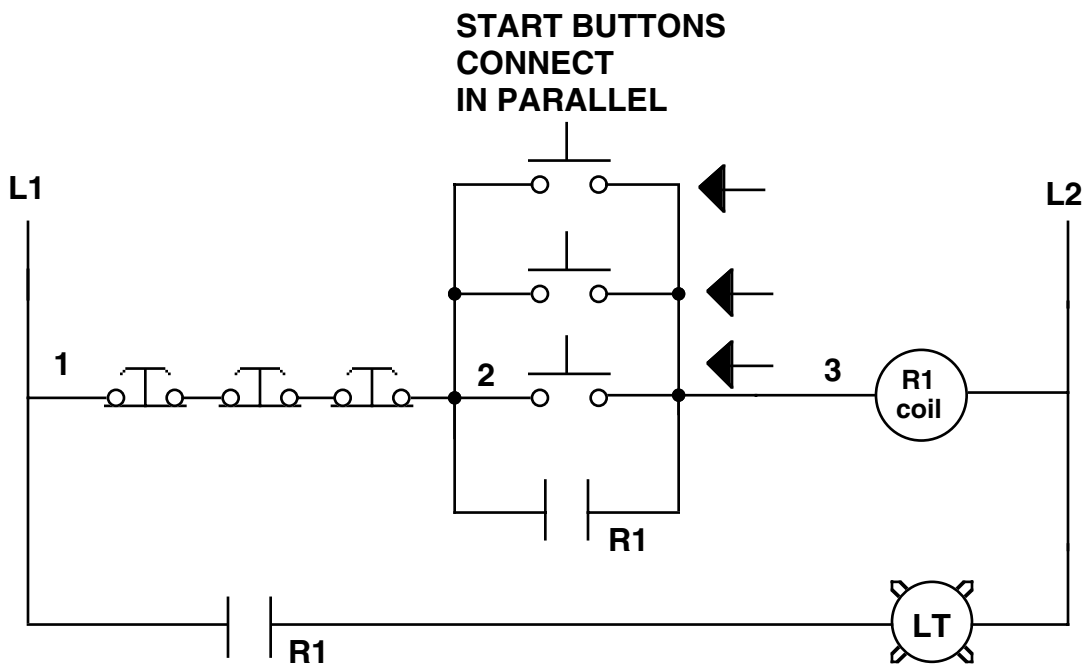 START BUTTONS
CONNECT
IN PARALLEL
L1
L2
1
2
3
R1
coil
R1
R1
LT